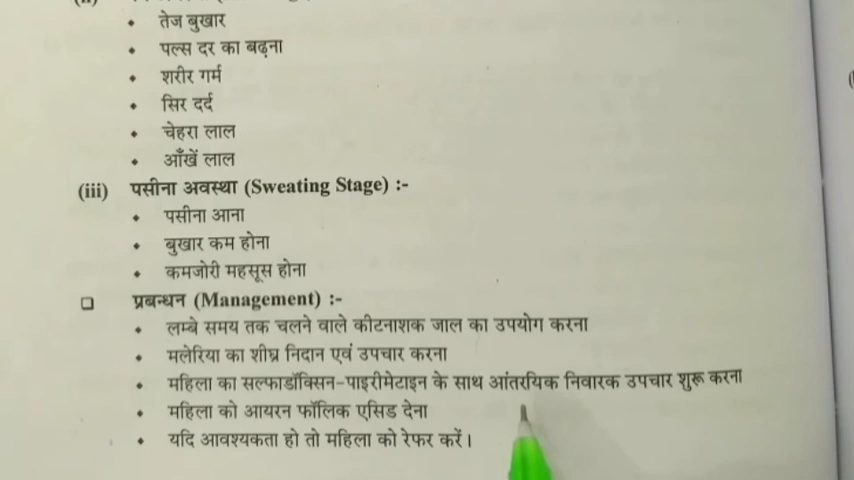 • तेज बुखार
• पल्स दर का बढ़ना
• शरीर गर्म
• सिर दर्द
• चेहरा लाल
• आँखें लाल
(iii) पसीना अवस्था (Sweating Stage) :-
• पसीना आना
• बुखार कम होना
• कमजोरी महसूस होना
❑ प्रबन्धन (Management) :-
• लम्बे समय तक चलने वाले कीटनाशक जाल का उपयोग करना
• मलेरिया का शीघ्र निदान एवं उपचार करना
• महिला का सल्फाडॉक्सिन-पाइरीमेटाइन के साथ आंतरयिक निवारक उपचार शुरू करना
• महिला को आयरन फॉलिक एसिड देना
• यदि आवश्यकता हो तो महिला को रेफर करें।